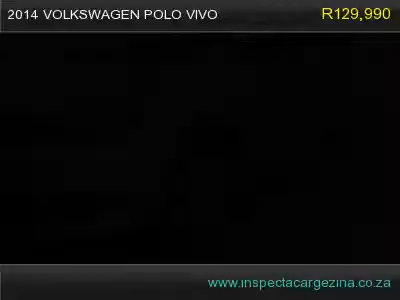 2014 VOLKSWAGEN POLO VIVO R129,990
www.inspectacargezina.co.za